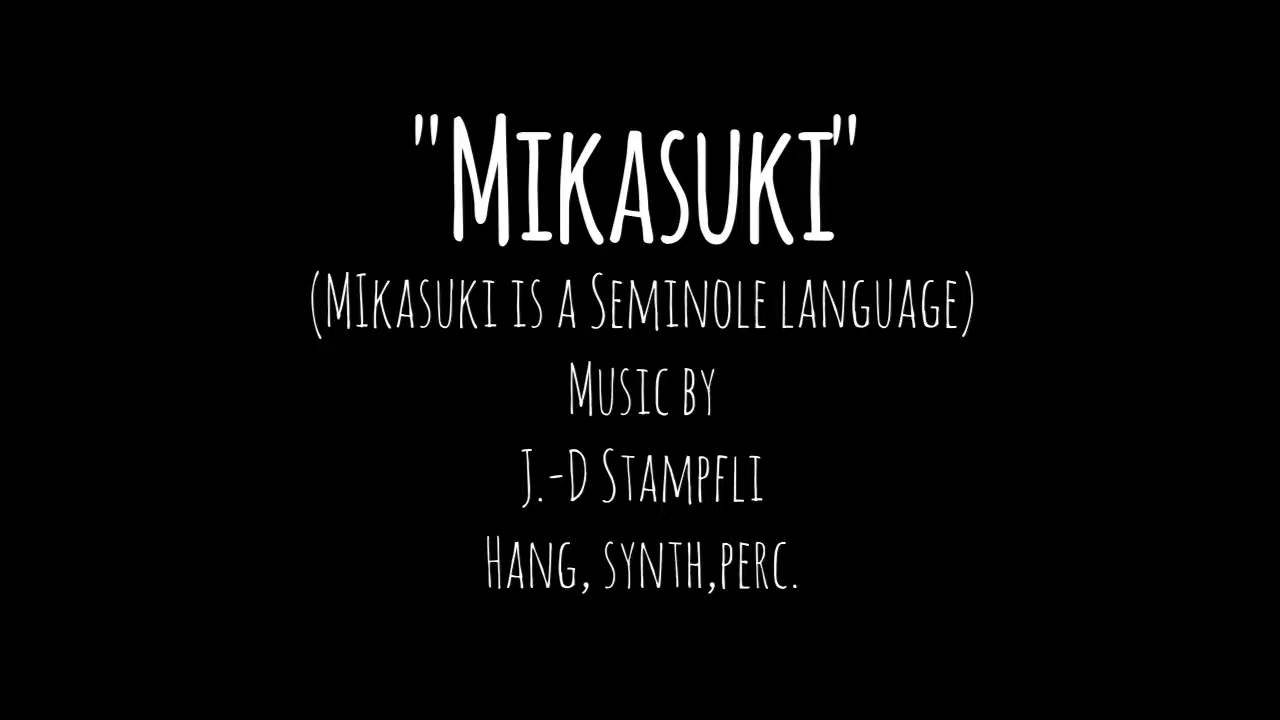 "Mikasuki"
(MIkasuki is a Seminole language)
Music by
J.-D Stampfli
Hang, synth,perc.